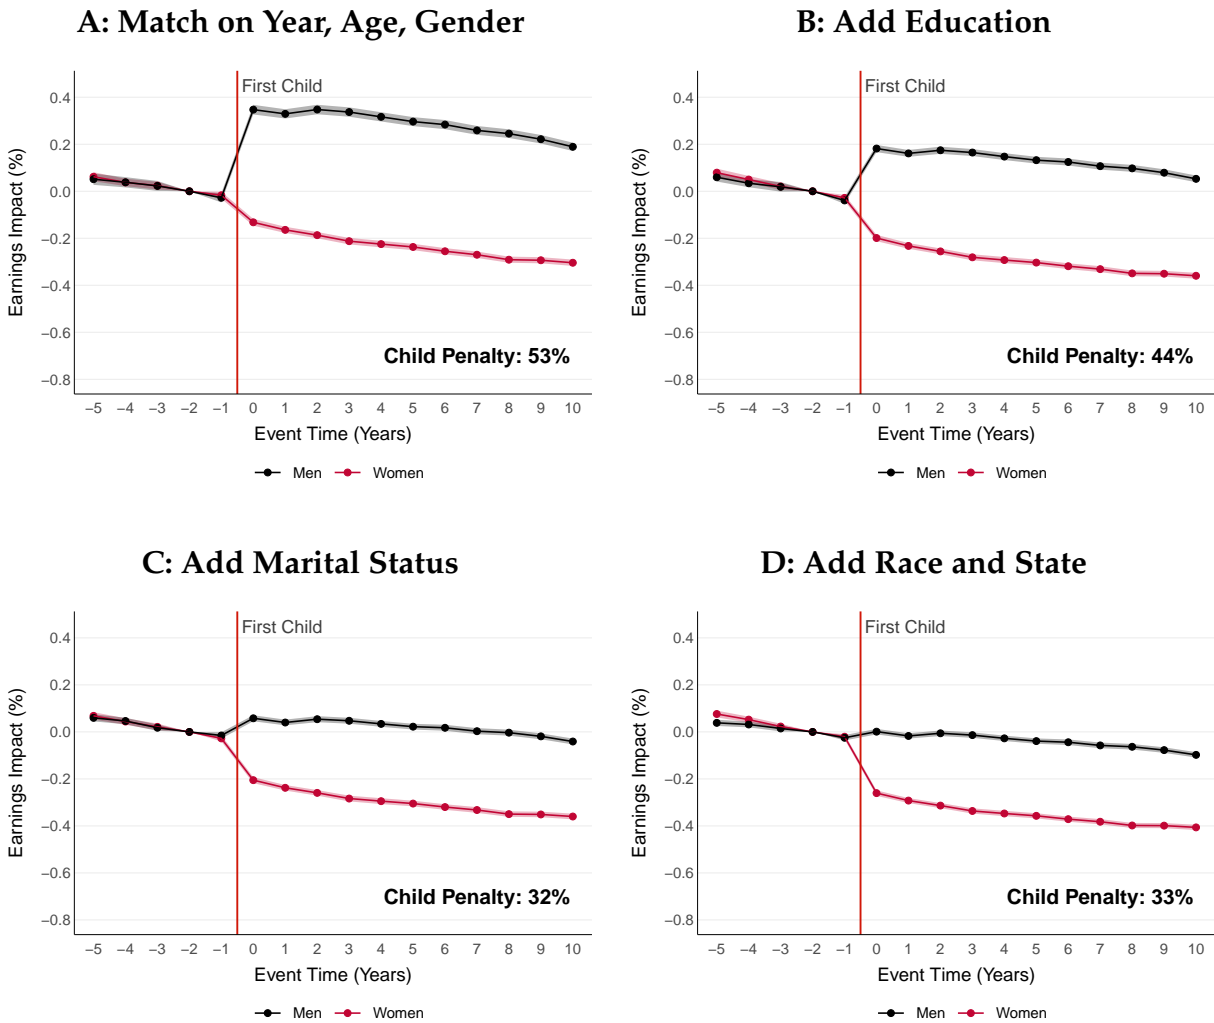 A: Match on Year, Age, Gender
First Child
0.4
0.2
0.0
−0.2
−0.4
−0.6
−0.8
Earnings Impact (%)
Child Penalty: 53%
−5 −4 −3 −2 −1 0 1 2 3 4 5 6 7 8 9 10
Event Time (Years)
Men Women
B: Add Education
First Child
0.4
0.2
0.0
−0.2
−0.4
−0.6
−0.8
Earnings Impact (%)
Child Penalty: 44%
−5 −4 −3 −2 −1 0 1 2 3 4 5 6 7 8 9 10
Event Time (Years)
Men Women
C: Add Marital Status
First Child
0.4
0.2
0.0
−0.2
−0.4
−0.6
−0.8
Earnings Impact (%)
Child Penalty: 32%
−5 −4 −3 −2 −1 0 1 2 3 4 5 6 7 8 9 10
Event Time (Years)
Men Women
D: Add Race and State
First Child
0.4
0.2
0.0
−0.2
−0.4
−0.6
−0.8
Earnings Impact (%)
Child Penalty: 33%
−5 −4 −3 −2 −1 0 1 2 3 4 5 6 7 8 9 10
Event Time (Years)
Men Women